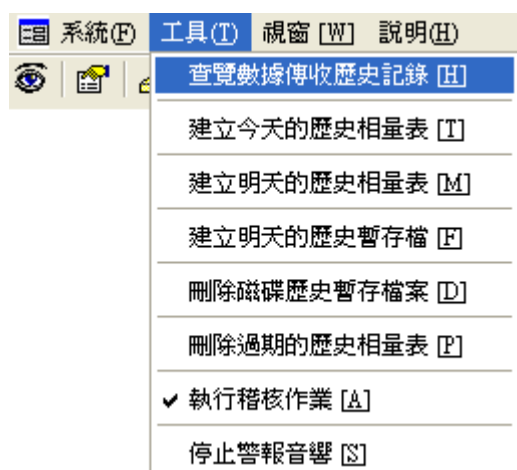 系統(F) 工具(T) 視窗 [W] 說明(H)
查覽數據傳收歷史記錄 [H]
建立今天的歷史相量表 [T]
建立明天的歷史相量表 [M]
建立明天的歷史暫存檔 [F]
刪除磁碟歷史暫存檔案 [D]
刪除過期的歷史相量表 [P]
執行稽核作業 [A]
停止警報音響 [S]